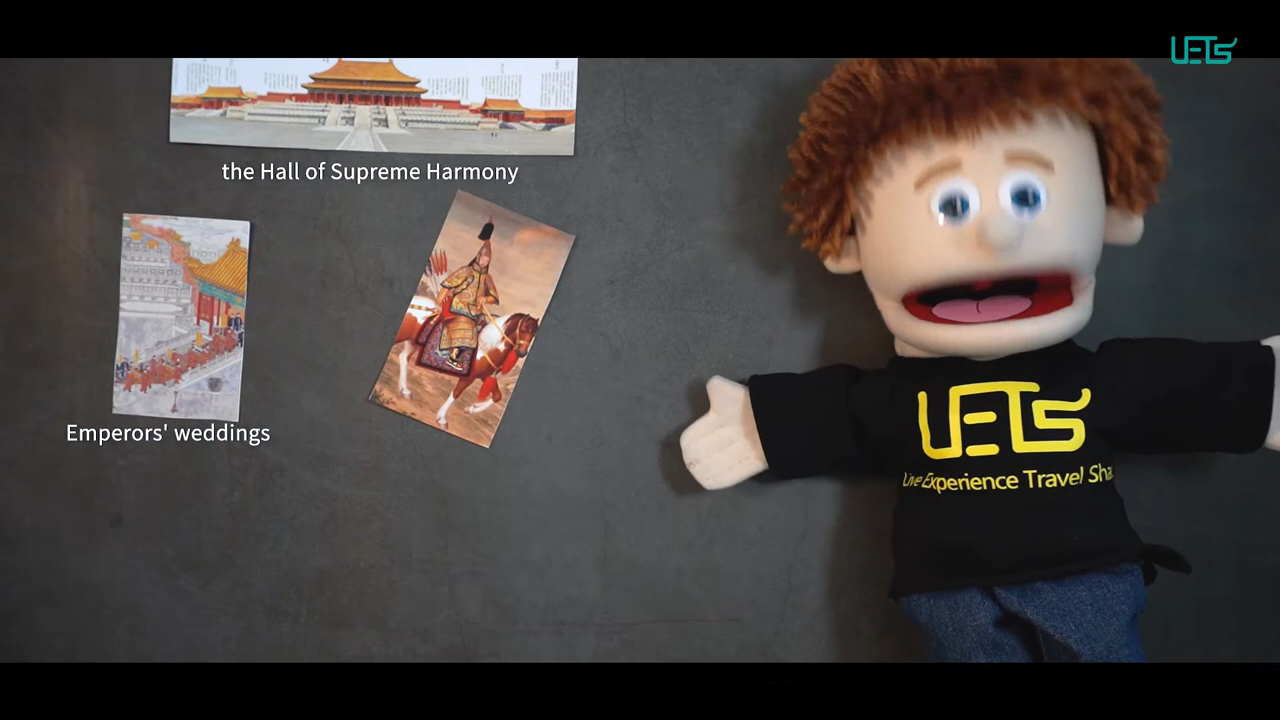 LETs
the Hall of Supreme Harmony
Emperors' weddings
LETs
Live Experience Travel Sha